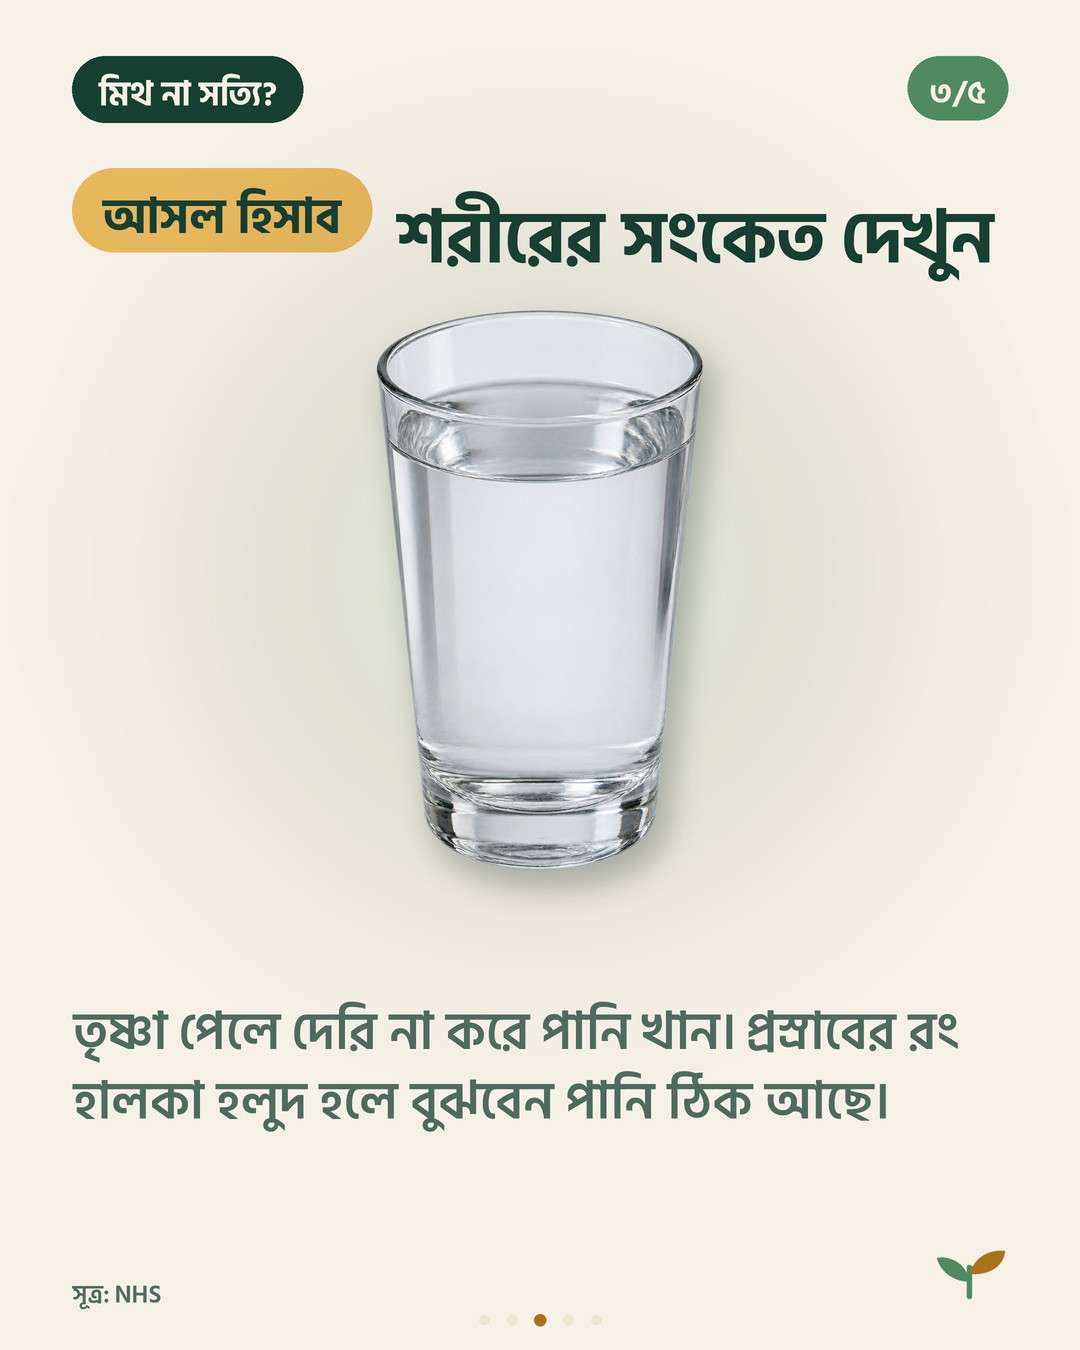 মিথ না সত্যি?
৩/৫
আসল হিসাব
শরীরের সংকেত দেখুন
তৃষ্ণা পেলে দেরি না করে পানি খান। প্রস্রাবের রং
হালকা হলুদ হলে বুঝবেন পানি ঠিক আছে।
সূত্র: NHS